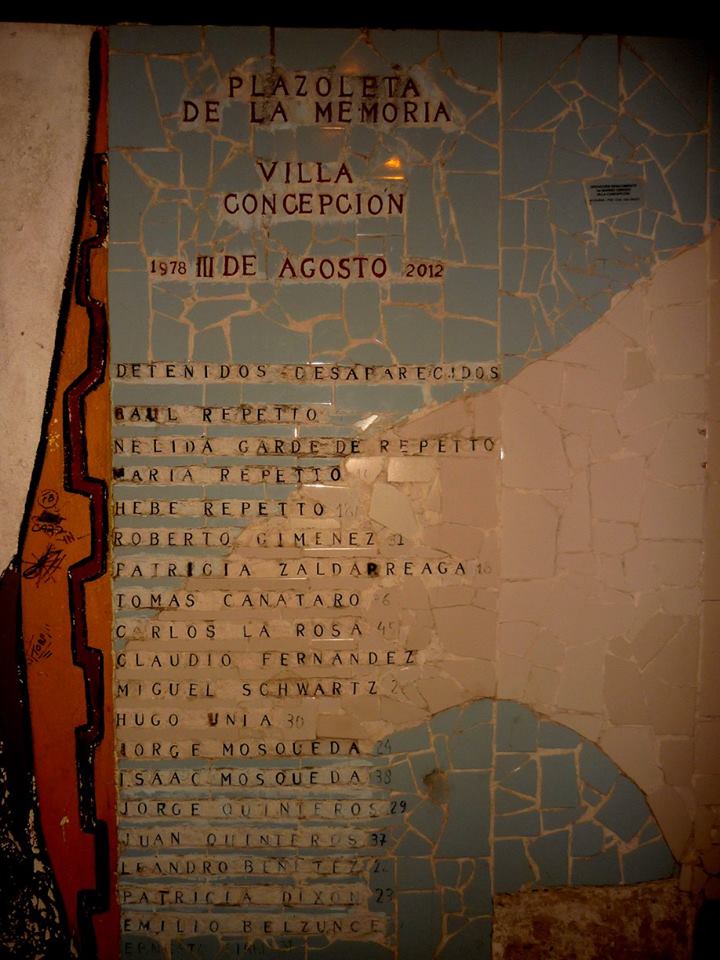 PLAZOLETA
DE LA MEMORIA
VILLA
CONCEPCION
1978 III DE AGOSTO 2012
DETENIDOS DESAPARECIDOS
RAUL REPETTO
NELIDA GARDE DE REPETTO
MARIA REPETTO
HEBE REPETTO
ROBERTO GIMENEZ
PATRICIA ZALDARREAGA
TOMAS CANATARO
CARLOS LA ROSA
CLAUDIO FERNANDEZ
MIGUEL SCHWARTZ
HUGO UNIA 30
JORGE MOSQUEDA
ISAAC MOSQUEDA 38
JORGE QUINTEROS 29
JUAN QUINTEROS 37
LEANDRO BENITEZ
PATRICIA DIXON 23
EMILIO BELZUNCE